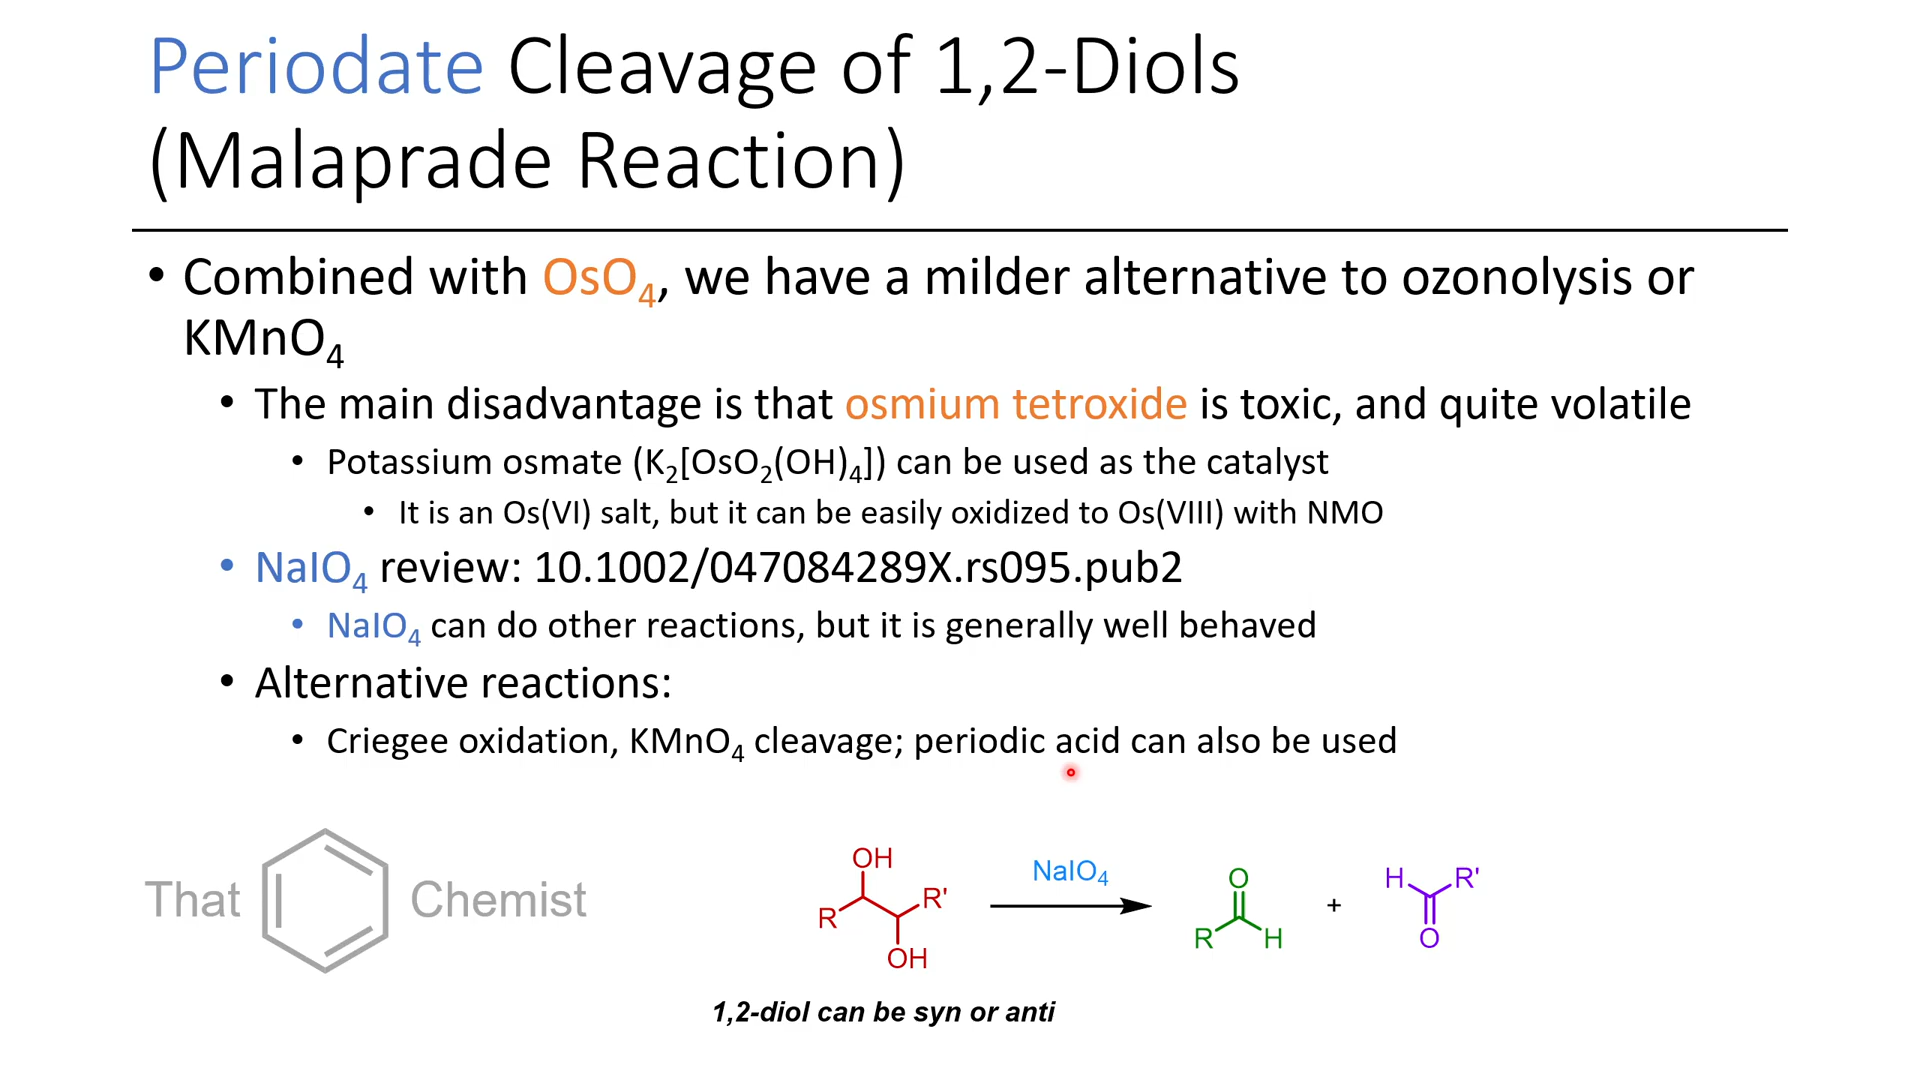 Periodate Cleavage of 1,2-Diols
(Malaprade Reaction)
• Combined with OsO₄, we have a milder alternative to ozonolysis or
KMnO₄
• The main disadvantage is that osmium tetroxide is toxic, and quite volatile
• Potassium osmate (K₂[OsO₂(OH)₄]) can be used as the catalyst
• It is an Os(VI) salt, but it can be easily oxidized to Os(VIII) with NMO
• NaIO₄ review: 10.1002/047084289X.rs095.pub2
• NaIO₄ can do other reactions, but it is generally well behaved
• Alternative reactions:
• Criegee oxidation, KMnO₄ cleavage; periodic acid can also be used
That Chemist
OH
R
R'
OH
NaIO₄
O
R
H
+
H
R'
O
1,2-diol can be syn or anti